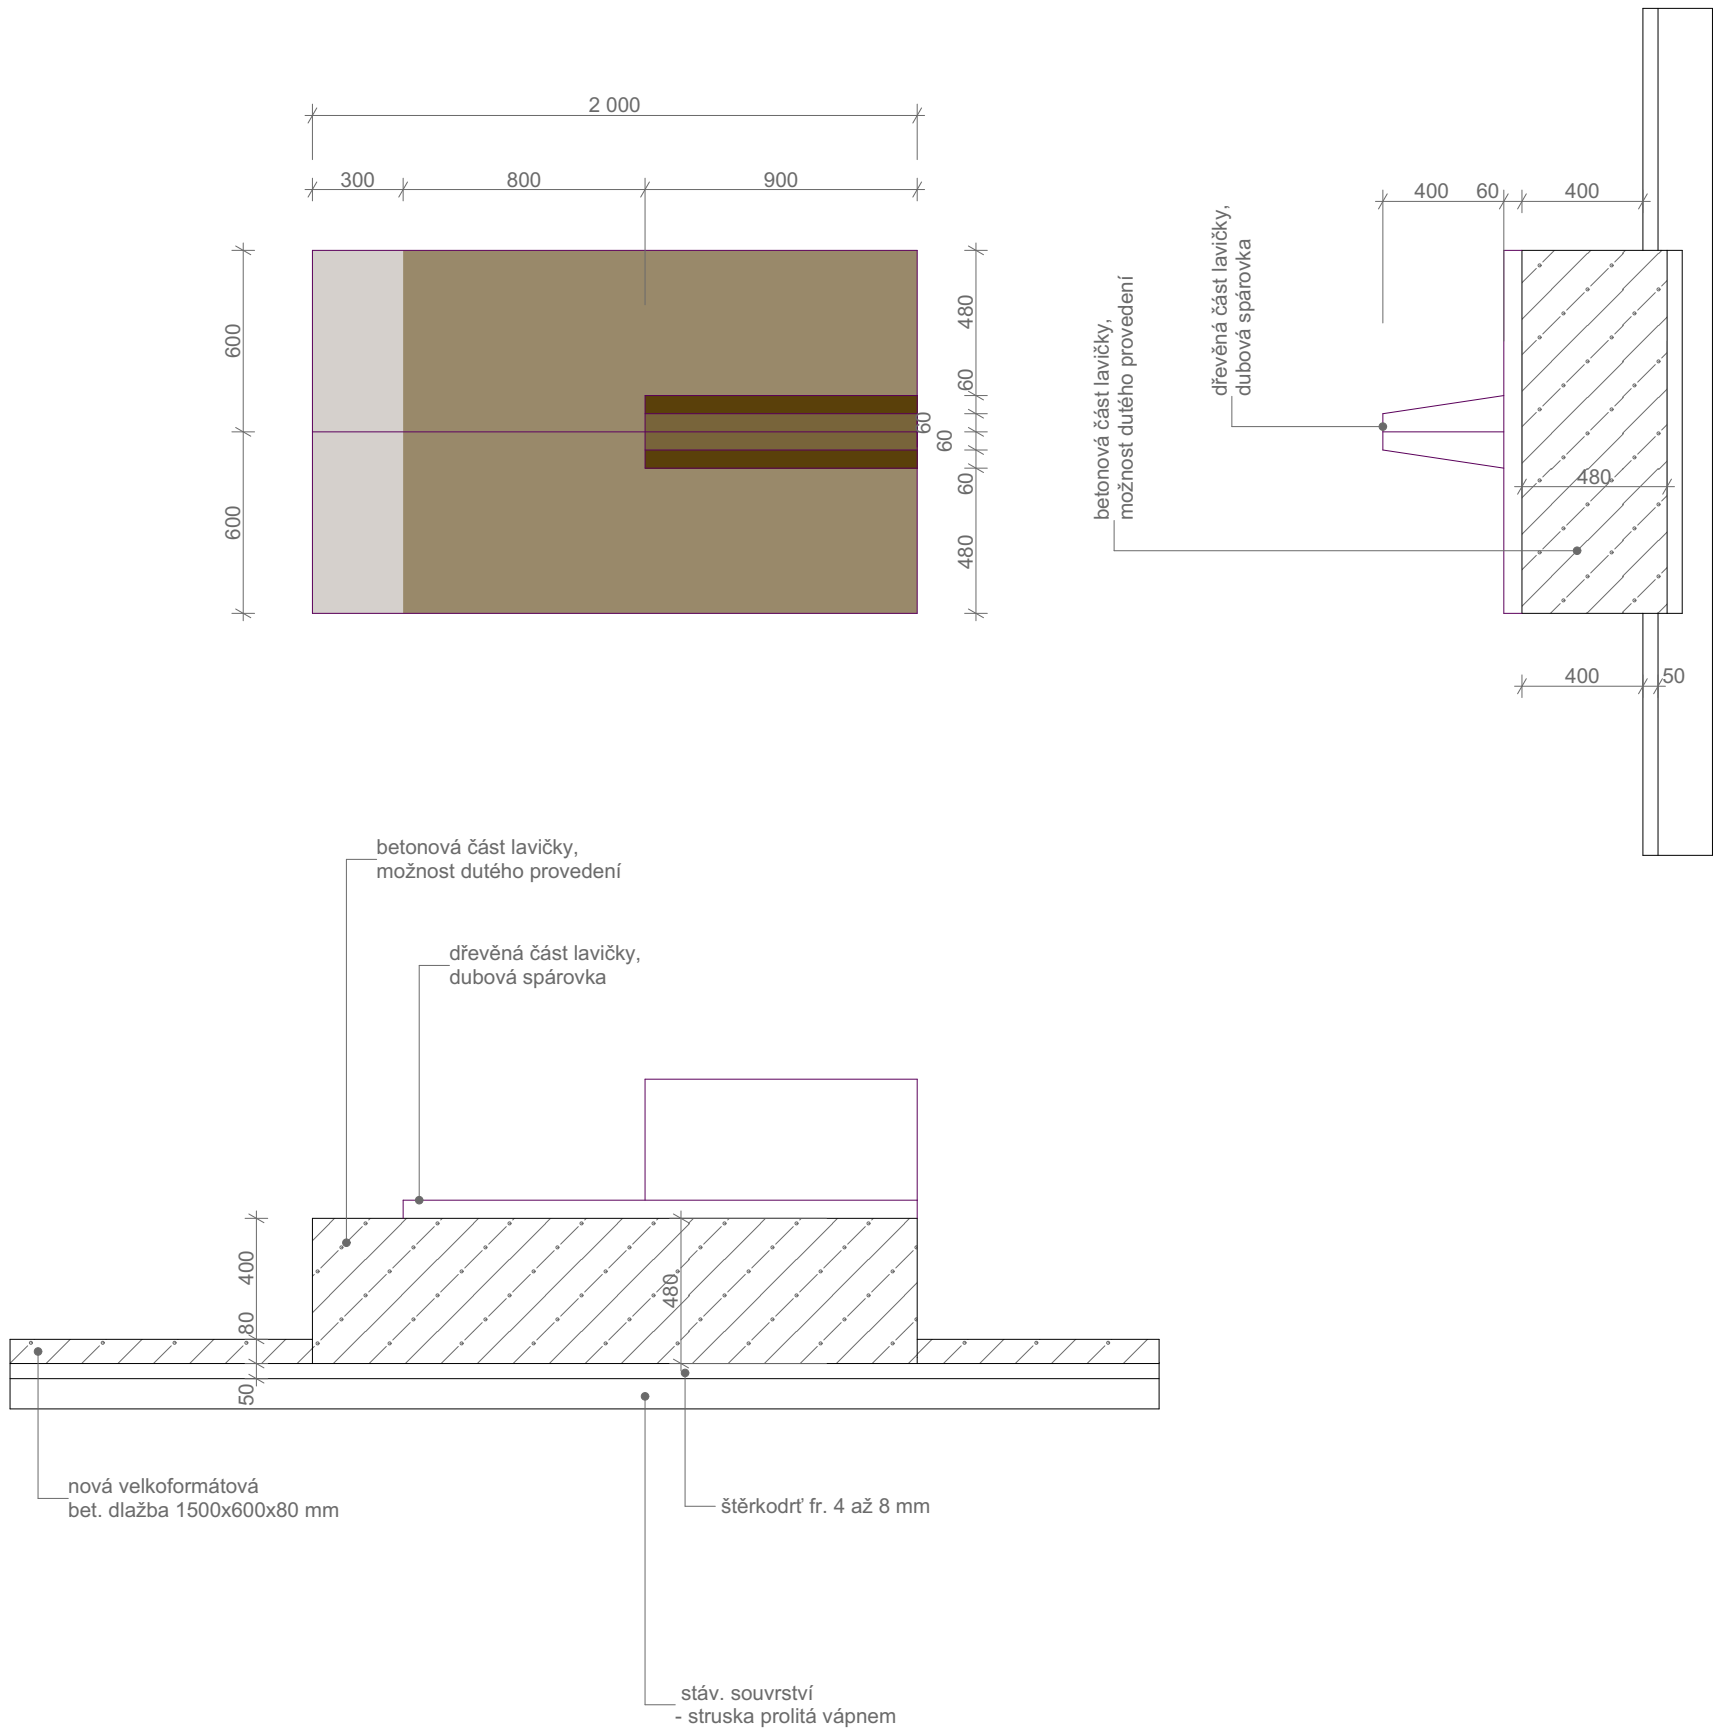 2 000
300
800
900
600
600
480
60
60
60
60
480
400
60
400
dřevěná část lavičky,
dubová spárovka
betonová část lavičky,
možnost dutého provedení
480
400
50
betonová část lavičky,
možnost dutého provedení
dřevěná část lavičky,
dubová spárovka
400
80
50
480
nová velkoformátová
bet. dlažba 1500x600x80 mm
štěrkodrť fr. 4 až 8 mm
stáv. souvrství
- struska prolitá vápnem